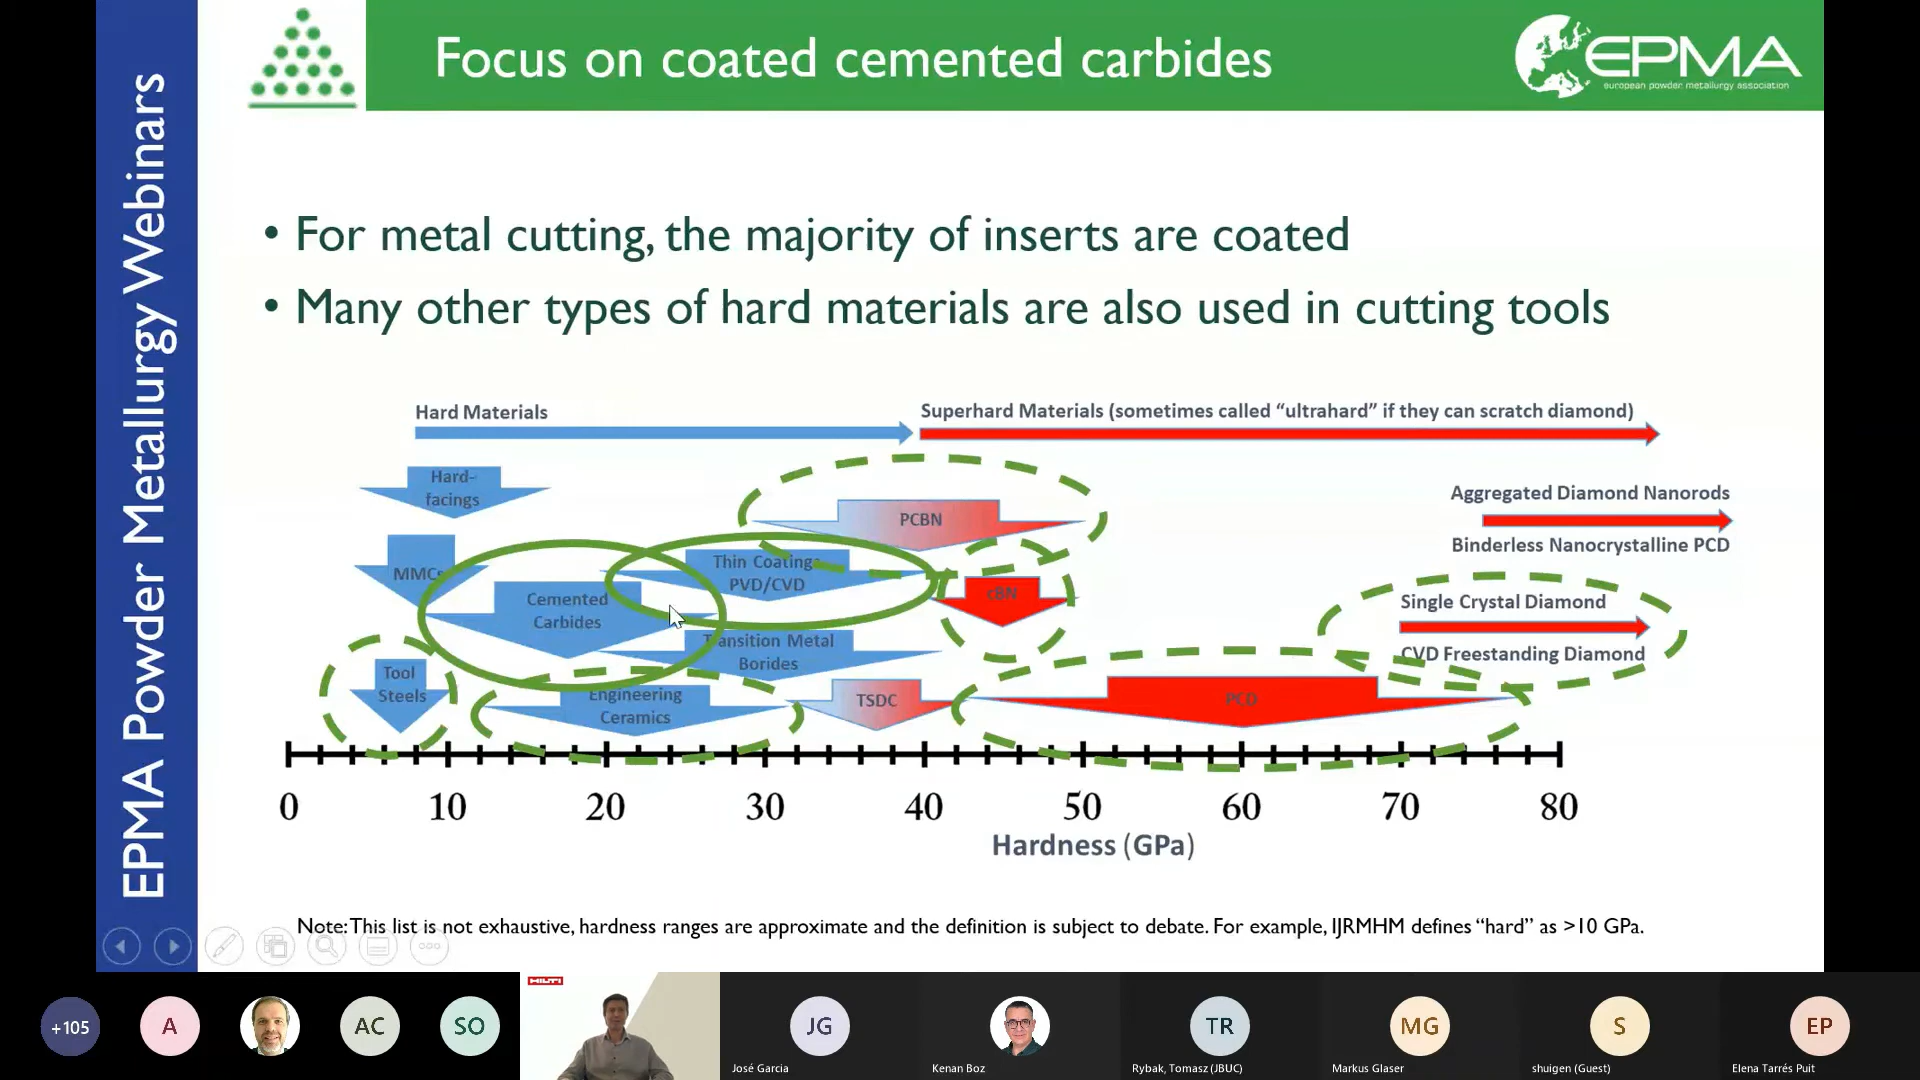 EPMA Powder Metallurgy Webinars
Focus on coated cemented carbides
EPMA
european powder metallurgy association
• For metal cutting, the majority of inserts are coated
• Many other types of hard materials are also used in cutting tools
Hard Materials
Superhard Materials (sometimes called “ultrahard” if they can scratch diamond)
Hard-
facings
PCBN
Aggregated Diamond Nanorods
Binderless Nanocrystalline PCD
MMCs
Thin Coatings
PVD/CVD
Cemented
Carbides
cBN
Single Crystal Diamond
CVD Freestanding Diamond
Transition Metal
Borides
Tool
Steels
Engineering
Ceramics
TSDC
PCD
0 10 20 30 40 50 60 70 80
Hardness (GPa)
Note: This list is not exhaustive, hardness ranges are approximate and the definition is subject to debate. For example, IJRMHM defines “hard” as >10 GPa.
+105
A
AC
SO
HILTI
JG
TR
MG
S
EP
José Garcia
Kenan Boz
Rybak, Tomasz (JBUC)
Markus Glaser
shuigen (Guest)
Elena Tarrés Puit